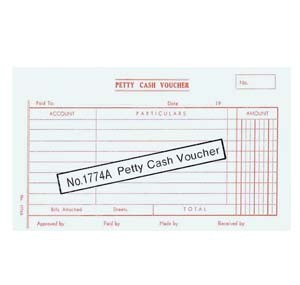 PETTY CASH VOUCHER
No.
Paid To: Date 19
ACCOUNT PARTICULARS AMOUNT
No.1774A Petty Cash Voucher
Bills Attached Sheets, TOTAL
Approved by Paid by Made by Received by